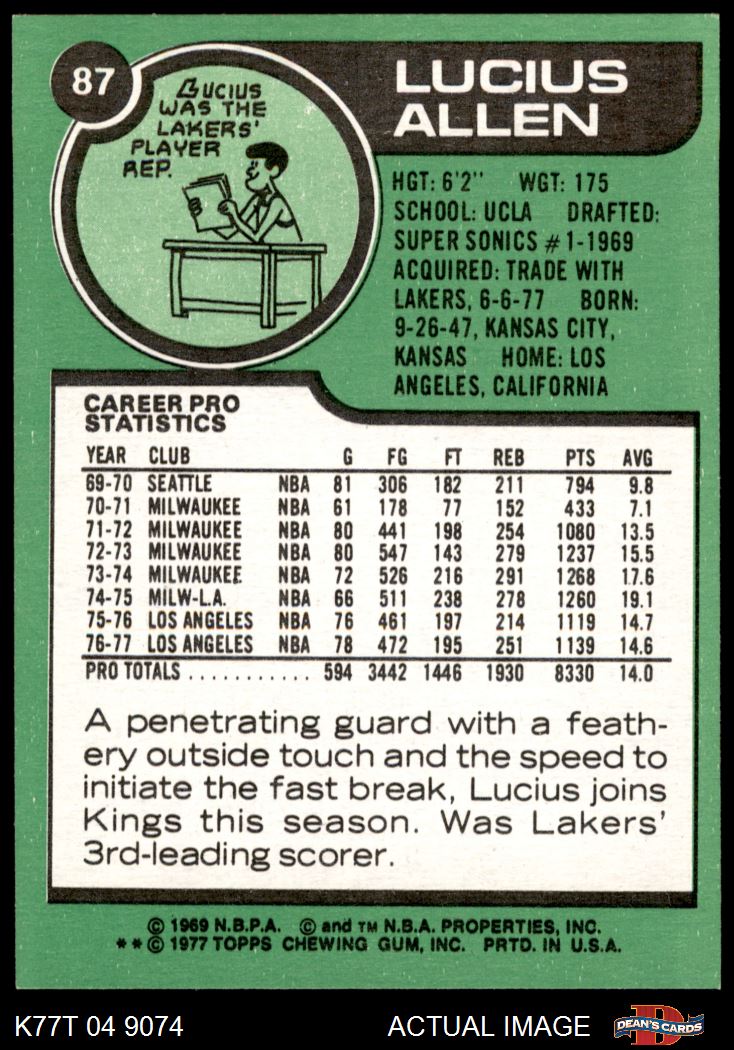 87
LUCIUS
ALLEN
LUCIUS
WAS THE
LAKERS'
PLAYER
REP.
HGT: 6'2" WGT: 175
SCHOOL: UCLA DRAFTED:
SUPER SONICS #1-1969
ACQUIRED: TRADE WITH
LAKERS, 6-6-77 BORN:
9-26-47, KANSAS CITY,
KANSAS HOME: LOS
ANGELES, CALIFORNIA
CAREER PRO
STATISTICS
YEAR CLUB G FG FT REB PTS AVG
69-70 SEATTLE NBA 81 306 182 211 794 9.8
70-71 MILWAUKEE NBA 61 178 77 152 433 7.1
71-72 MILWAUKEE NBA 80 441 198 254 1080 13.5
72-73 MILWAUKEE NBA 80 547 143 279 1237 15.5
73-74 MILWAUKEE NBA 72 526 216 291 1268 17.6
74-75 MILW-L.A. NBA 66 511 238 278 1260 19.1
75-76 LOS ANGELES NBA 76 461 197 214 1119 14.7
76-77 LOS ANGELES NBA 78 472 195 251 1139 14.6
PRO TOTALS ........... 594 3442 1446 1930 8330 14.0
A penetrating guard with a feath-
ery outside touch and the speed to
initiate the fast break, Lucius joins
Kings this season. Was Lakers'
3rd-leading scorer.
© 1969 N.B.P.A. © and TM N.B.A. PROPERTIES, INC.
**© 1977 TOPPS CHEWING GUM, INC. PRTD. IN U.S.A.
K77T 04 9074 ACTUAL IMAGE
D
DEAN'S CARDS